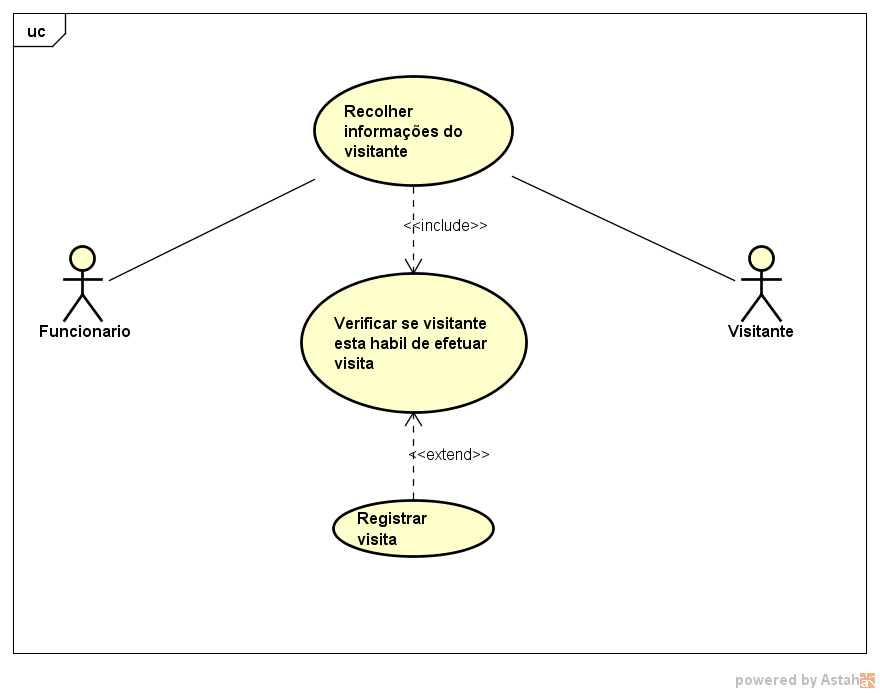 uc
Recolher
informações do
visitante
<<include>>
Funcionario
Visitante
Verificar se visitante
esta habil de efetuar
visita
<<extend>>
Registrar
visita
powered by Astah